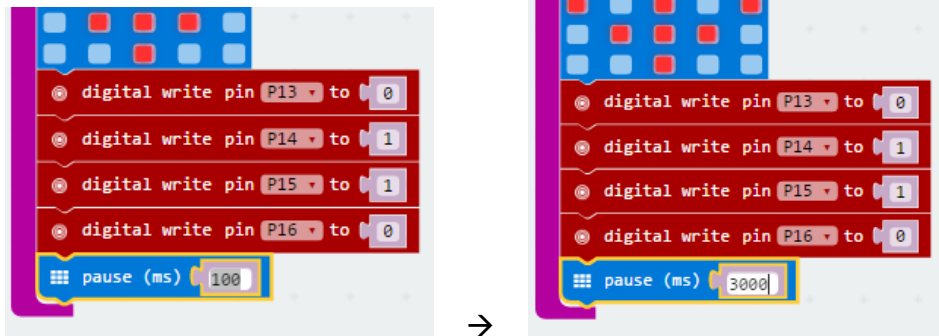 digital write pin P13 to 0
digital write pin P14 to 1
digital write pin P15 to 1
digital write pin P16 to 0
pause (ms) 100
→
digital write pin P13 to 0
digital write pin P14 to 1
digital write pin P15 to 1
digital write pin P16 to 0
pause (ms) 3000